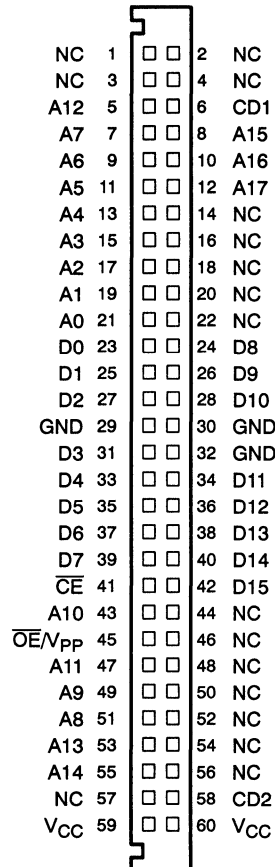 NC 1 2 NC
NC 3 4 NC
A12 5 6 CD1
A7 7 8 A15
A6 9 10 A16
A5 11 12 A17
A4 13 14 NC
A3 15 16 NC
A2 17 18 NC
A1 19 20 NC
A0 21 22 NC
D0 23 24 D8
D1 25 26 D9
D2 27 28 D10
GND 29 30 GND
D3 31 32 GND
D4 33 34 D11
D5 35 36 D12
D6 37 38 D13
D7 39 40 D14
C̅E̅ 41 42 D15
A10 43 44 NC
O̅E̅/VPP 45 46 NC
A11 47 48 NC
A9 49 50 NC
A8 51 52 NC
A13 53 54 NC
A14 55 56 NC
NC 57 58 CD2
VCC 59 60 VCC